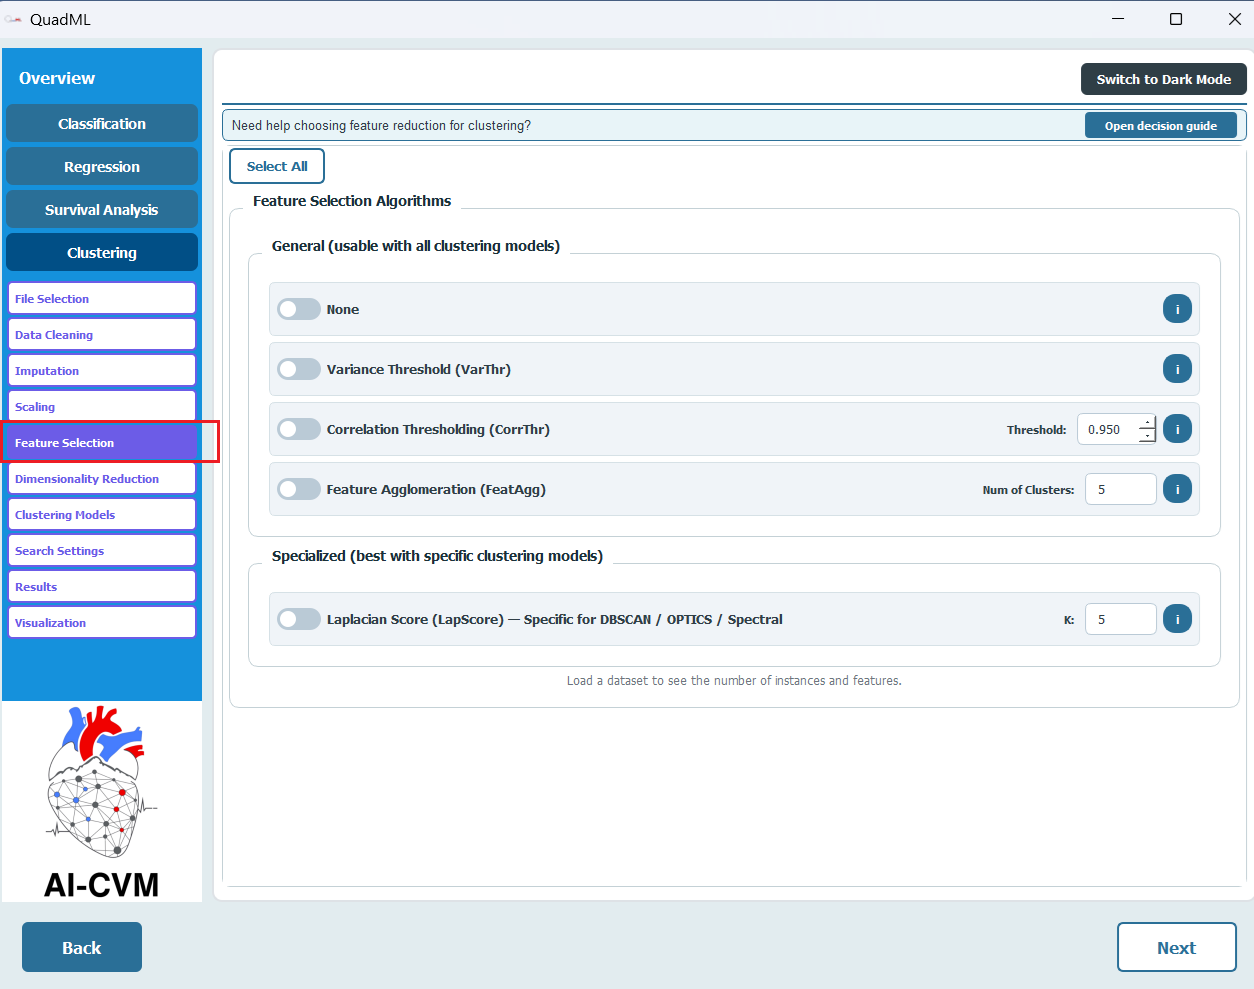 QuadML
Overview
Classification
Regression
Survival Analysis
Clustering
File Selection
Data Cleaning
Imputation
Scaling
Feature Selection
Dimensionality Reduction
Clustering Models
Search Settings
Results
Visualization
AI-CVM
Switch to Dark Mode
Need help choosing feature reduction for clustering?
Open decision guide
Select All
Feature Selection Algorithms
General (usable with all clustering models)
None
i
Variance Threshold (VarThr)
i
Correlation Thresholding (CorrThr) Threshold: 0.950 i
Feature Agglomeration (FeatAgg) Num of Clusters: 5 i
Specialized (best with specific clustering models)
Laplacian Score (LapScore) — Specific for DBSCAN / OPTICS / Spectral K: 5 i
Load a dataset to see the number of instances and features.
Back
Next